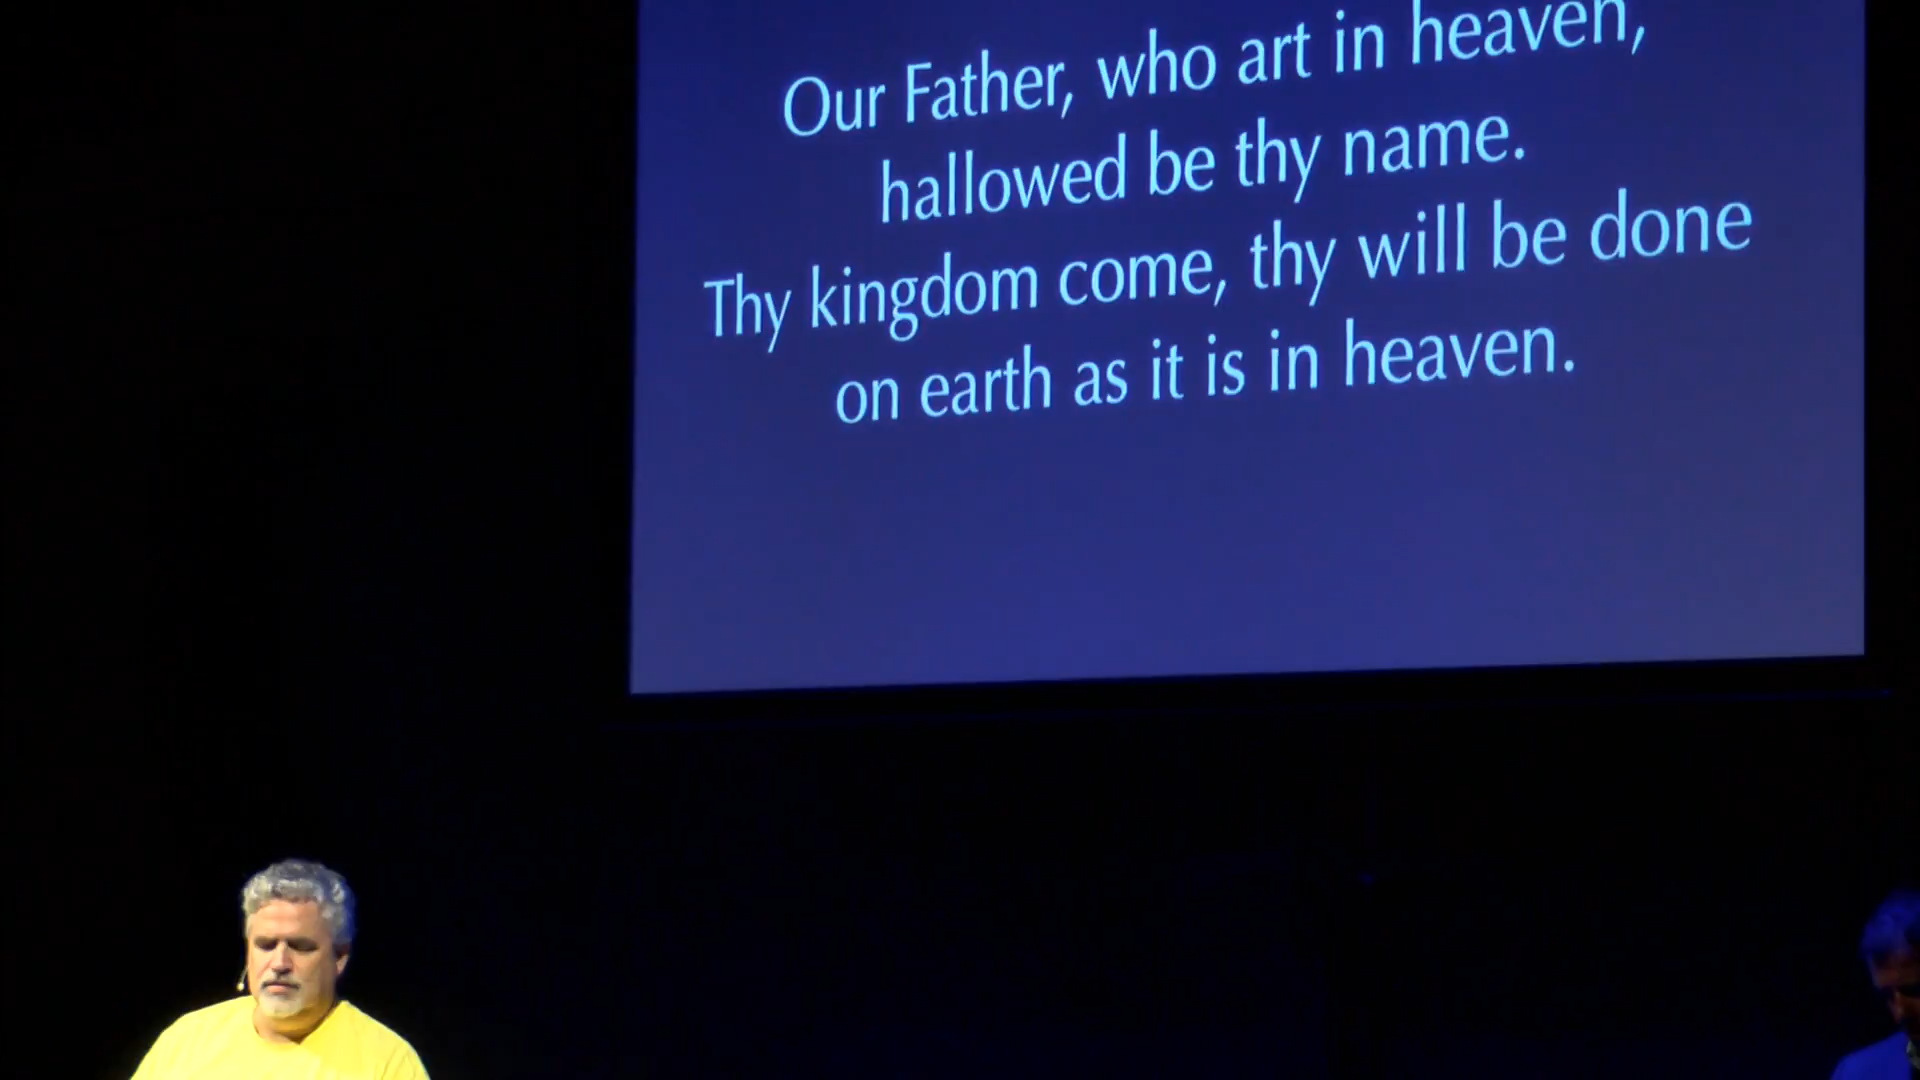 Our Father, who art in heaven,
hallowed be thy name.
Thy kingdom come, thy will be done
on earth as it is in heaven.